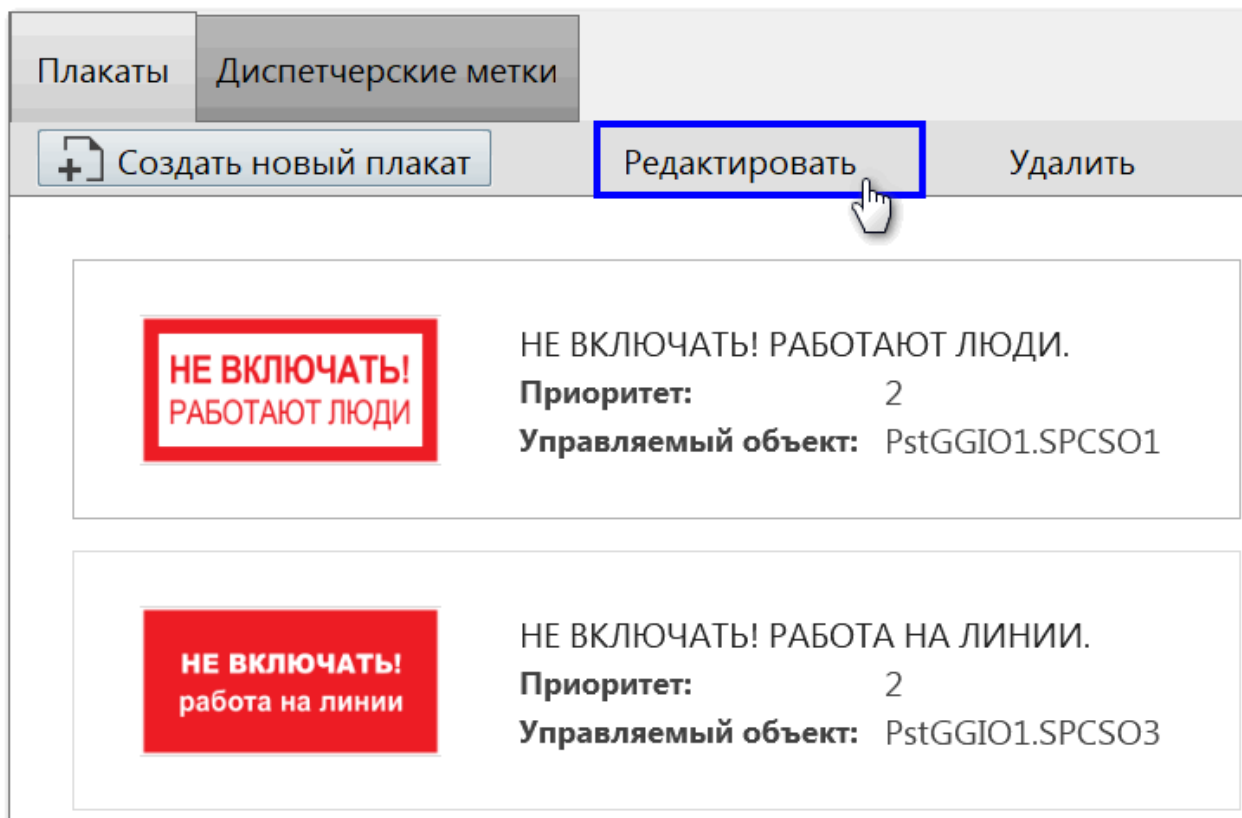 Плакаты Диспетчерские метки
Создать новый плакат Редактировать Удалить
НЕ ВКЛЮЧАТЬ!
РАБОТАЮТ ЛЮДИ
НЕ ВКЛЮЧАТЬ! РАБОТАЮТ ЛЮДИ.
Приоритет: 2
Управляемый объект: PstGGIO1.SPCSO1
НЕ ВКЛЮЧАТЬ!
работа на линии
НЕ ВКЛЮЧАТЬ! РАБОТА НА ЛИНИИ.
Приоритет: 2
Управляемый объект: PstGGIO1.SPCSO3